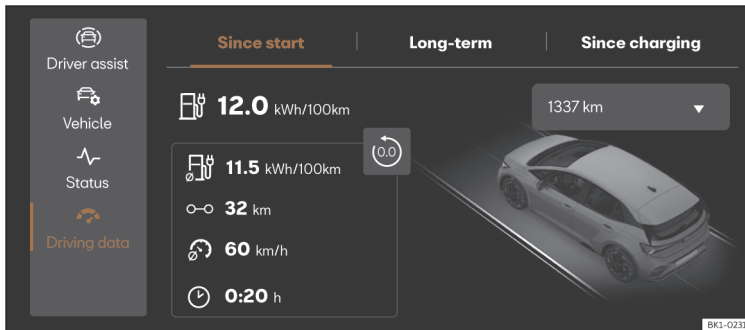 Since start
Long-term
Since charging
Driver assist
Vehicle
Status
Driving data
12.0 kWh/100km
1337 km
(0.0)
Ø 11.5 kWh/100km
32 km
Ø 60 km/h
0:20 h
BK1-0231